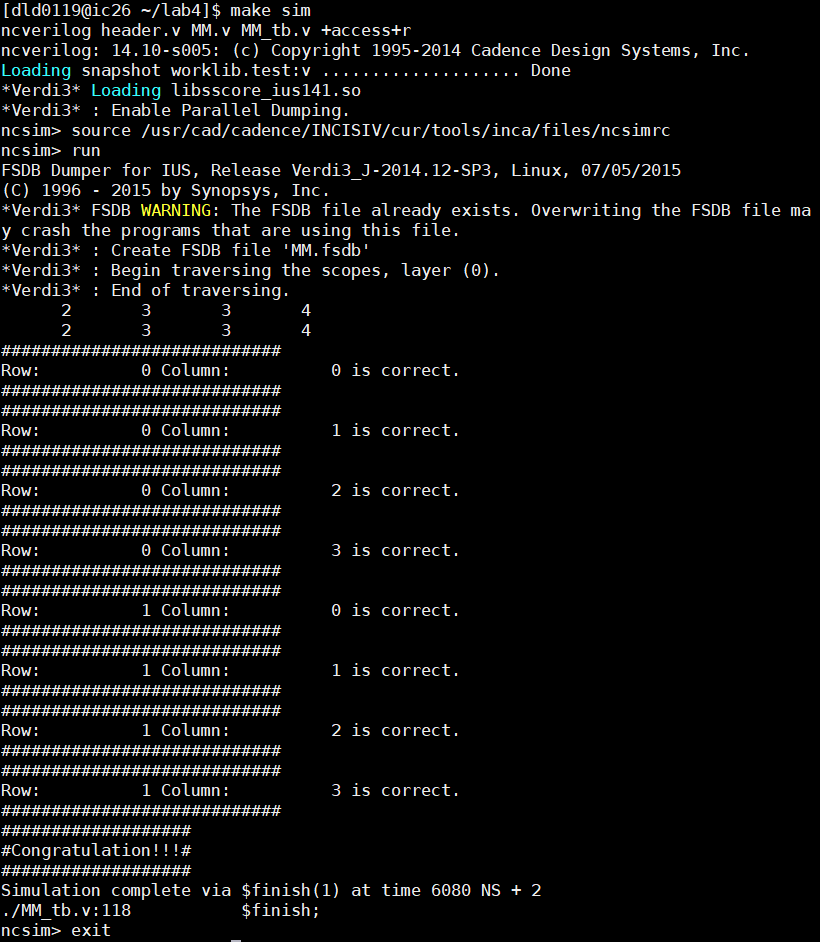 [dld0119@ic26 ~/lab4]$ make sim
ncverilog header.v MM.v MM_tb.v +access+r
ncverilog: 14.10-s005: (c) Copyright 1995-2014 Cadence Design Systems, Inc.
Loading snapshot worklib.test:v .................... Done
*Verdi3* Loading libsscore_ius141.so
*Verdi3* : Enable Parallel Dumping.
ncsim> source /usr/cad/cadence/INCISIV/cur/tools/inca/files/ncsimrc
ncsim> run
FSDB Dumper for IUS, Release Verdi3_J-2014.12-SP3, Linux, 07/05/2015
(C) 1996 - 2015 by Synopsys, Inc.
*Verdi3* FSDB WARNING: The FSDB file already exists. Overwriting the FSDB file ma
y crash the programs that are using this file.
*Verdi3* : Create FSDB file 'MM.fsdb'
*Verdi3* : Begin traversing the scopes, layer (0).
*Verdi3* : End of traversing.
      2       3       3       4
      2       3       3       4
############################
Row:          0 Column:          0 is correct.
############################
############################
Row:          0 Column:          1 is correct.
############################
############################
Row:          0 Column:          2 is correct.
############################
############################
Row:          0 Column:          3 is correct.
############################
############################
Row:          1 Column:          0 is correct.
############################
############################
Row:          1 Column:          1 is correct.
############################
############################
Row:          1 Column:          2 is correct.
############################
############################
Row:          1 Column:          3 is correct.
############################
###################
#Congratulation!!!#
###################
Simulation complete via $finish(1) at time 6080 NS + 2
./MM_tb.v:118           $finish;
ncsim> exit